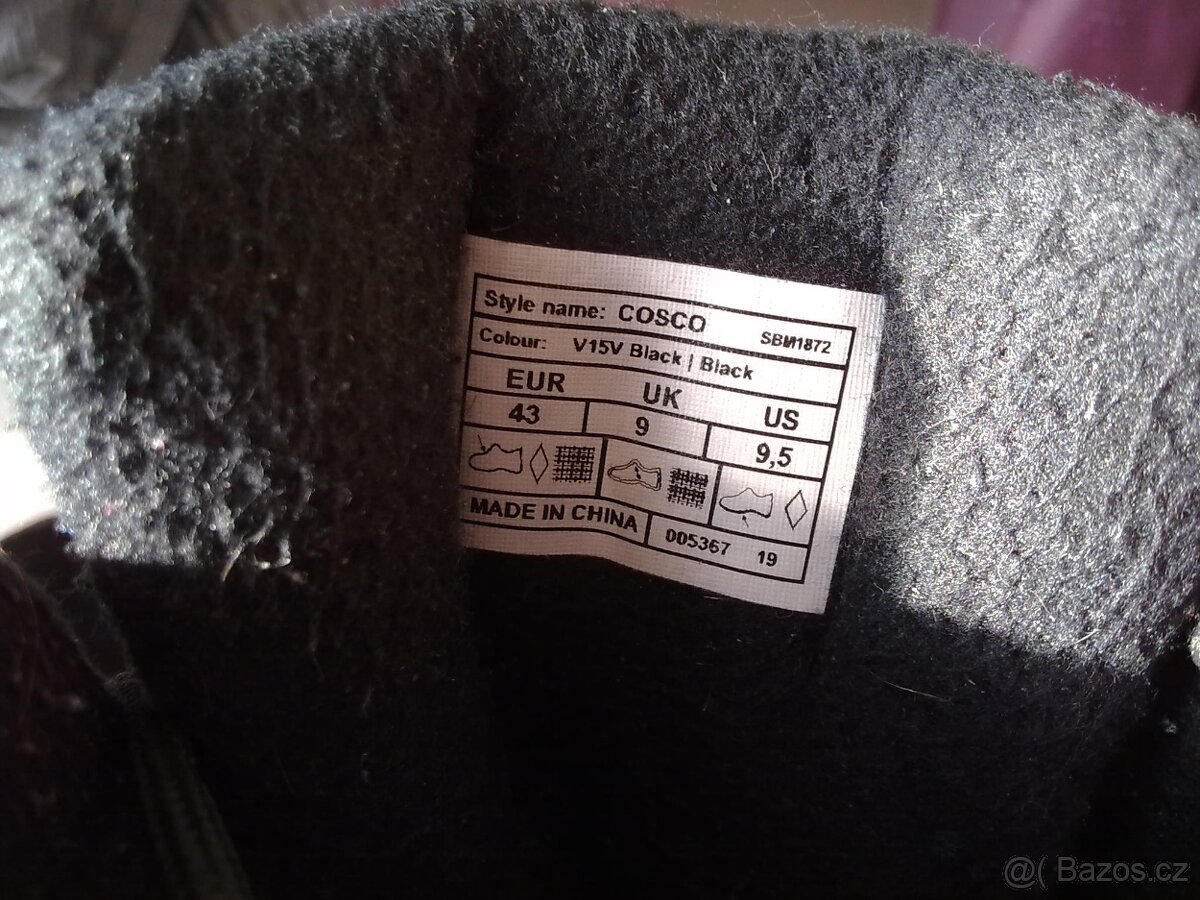 Style name: COSCO SBM1872
Colour: V15V Black | Black
EUR UK US
43 9 9,5
MADE IN CHINA 005367 19
@( Bazos.cz